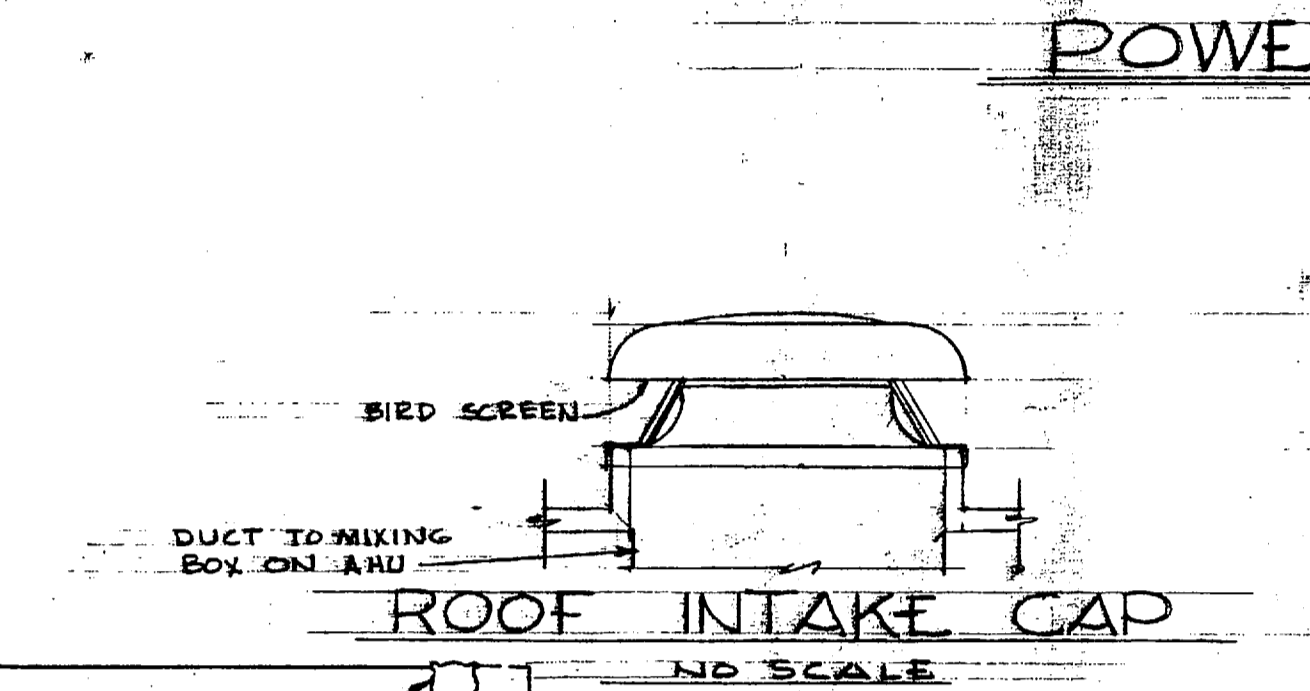 POWE
BIRD SCREEN
DUCT TO MIXING
BOX ON AHU
ROOF INTAKE CAP
NO SCALE